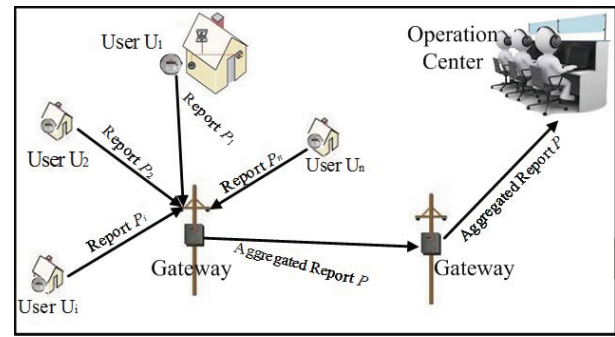 User U1
Operation
Center
Report P1
User U2
Report P2
Report Pn
User Un
Report Pi
User Ui
Gateway
Aggregated Report P
Gateway
Aggregated Report P